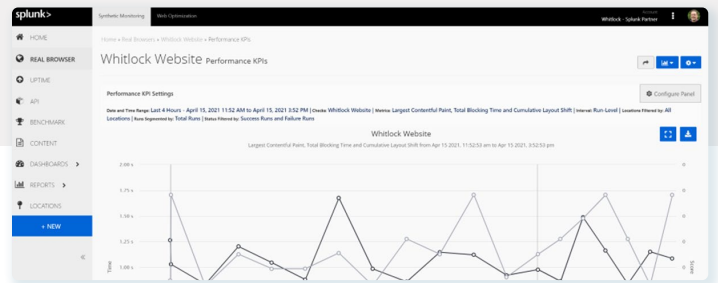 splunk>
Synthetic Monitoring
Web Optimization
Account
Whitlock - Splunk Partner
HOME
REAL BROWSER
UPTIME
API
BENCHMARK
CONTENT
DASHBOARDS >
REPORTS >
LOCATIONS
+ NEW
«
Home » Real Browsers » Whitlock Website » Performance KPIs
Whitlock Website Performance KPIs
Performance KPI Settings
Configure Panel
Date and Time Range: Last 4 Hours - April 15, 2021 11:52 AM to April 15, 2021 3:52 PM | Checks: Whitlock Website | Metrics: Largest Contentful Paint, Total Blocking Time and Cumulative Layout Shift | Interval: Run-Level | Locations Filtered by: All
Locations | Runs Segmented by: Total Runs | Status Filtered by: Success Runs and Failure Runs
Whitlock Website
Largest Contentful Paint, Total Blocking Time and Cumulative Layout Shift from Apr 15 2021, 11:52:53 am to Apr 15 2021, 3:52:53 pm
2.00 s
1.75 s
1.50 s
1.25 s
1.00 s
Time
0
0
0
0
0
Score